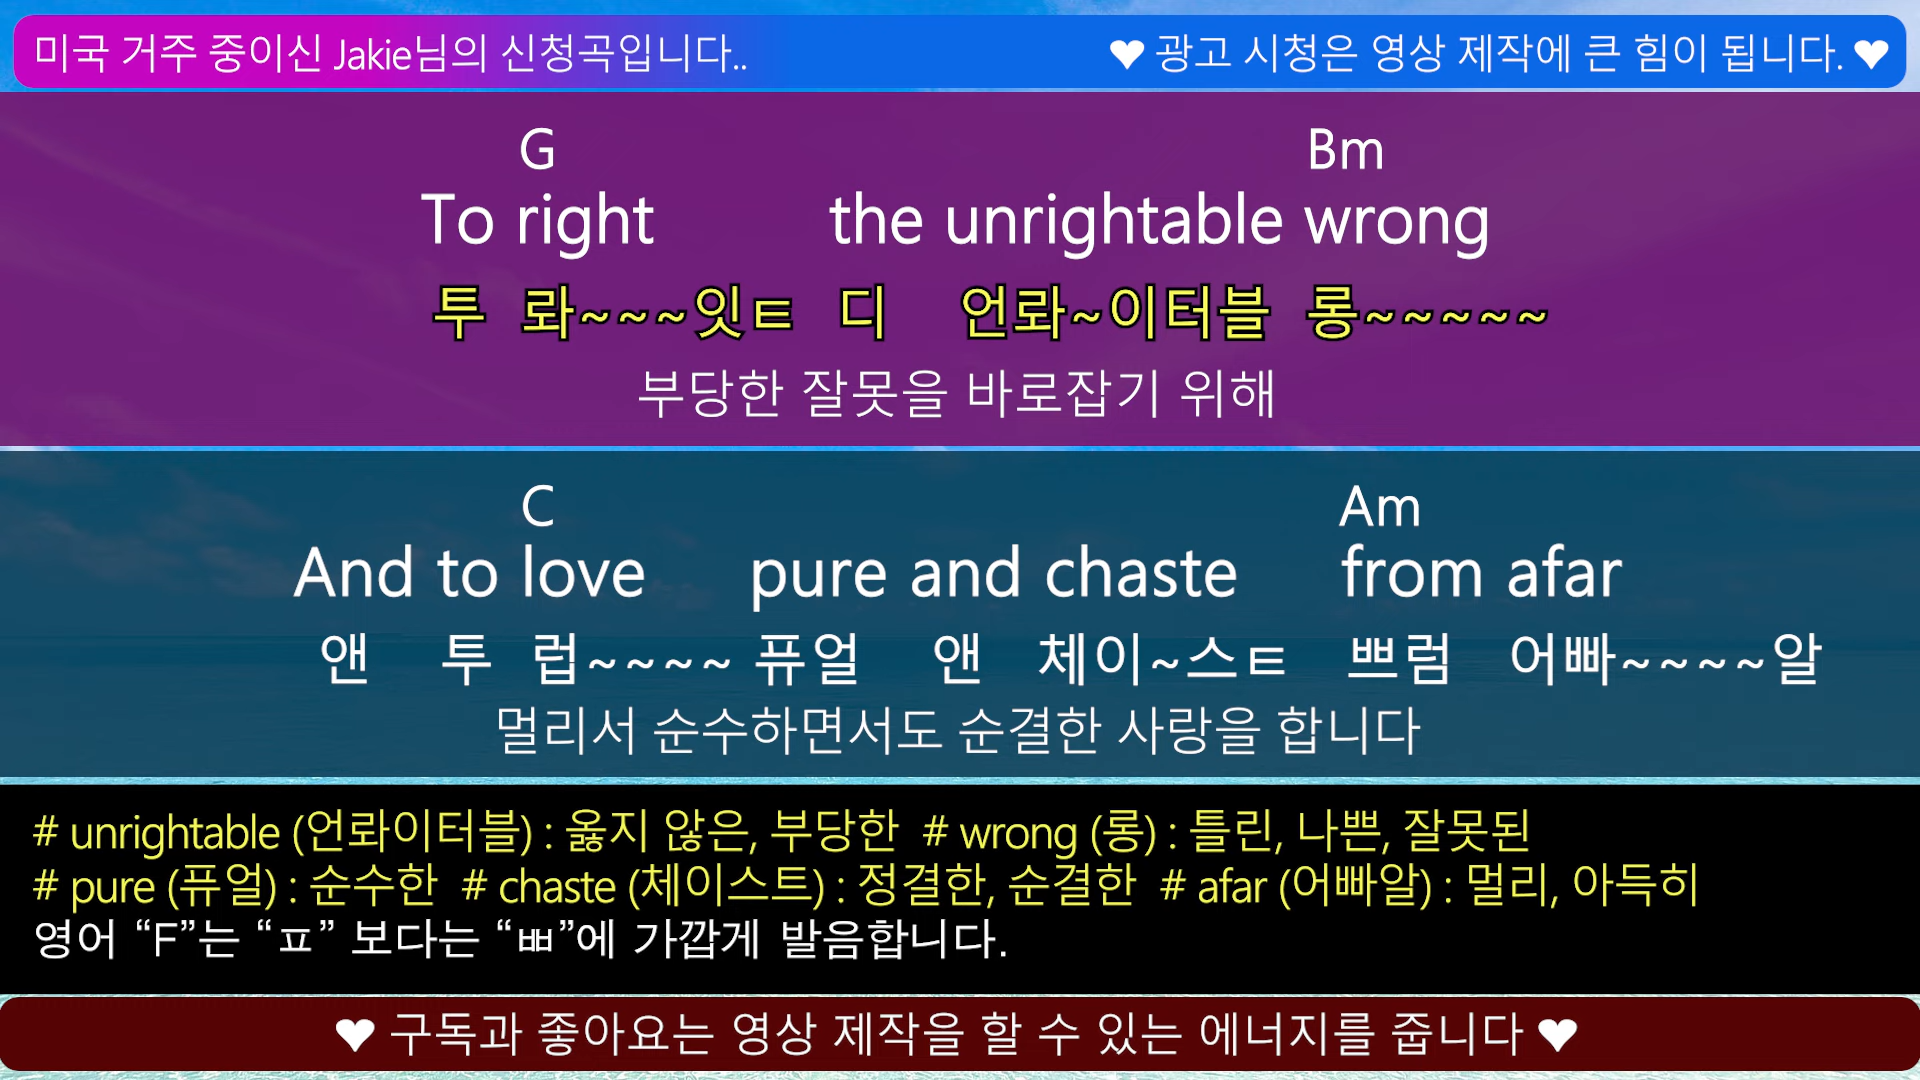 미국 거주 중이신 Jakie님의 신청곡입니다..
♥ 광고 시청은 영상 제작에 큰 힘이 됩니다. ♥
G Bm
To right the unrightable wrong
투 롸~~~잇ㅌ 디 언롸~이터블 롱~~~~~
부당한 잘못을 바로잡기 위해
C Am
And to love pure and chaste from afar
앤 투 럽~~~~ 퓨얼 앤 체이~스ㅌ 쁘럼 어빠~~~~알
멀리서 순수하면서도 순결한 사랑을 합니다
# unrightable (언롸이터블) : 옳지 않은, 부당한 # wrong (롱) : 틀린, 나쁜, 잘못된
# pure (퓨얼) : 순수한 # chaste (체이스트) : 정결한, 순결한 # afar (어빠알) : 멀리, 아득히
영어 “F”는 “ㅍ” 보다는 “ㅃ”에 가깝게 발음합니다.
♥ 구독과 좋아요는 영상 제작을 할 수 있는 에너지를 줍니다 ♥